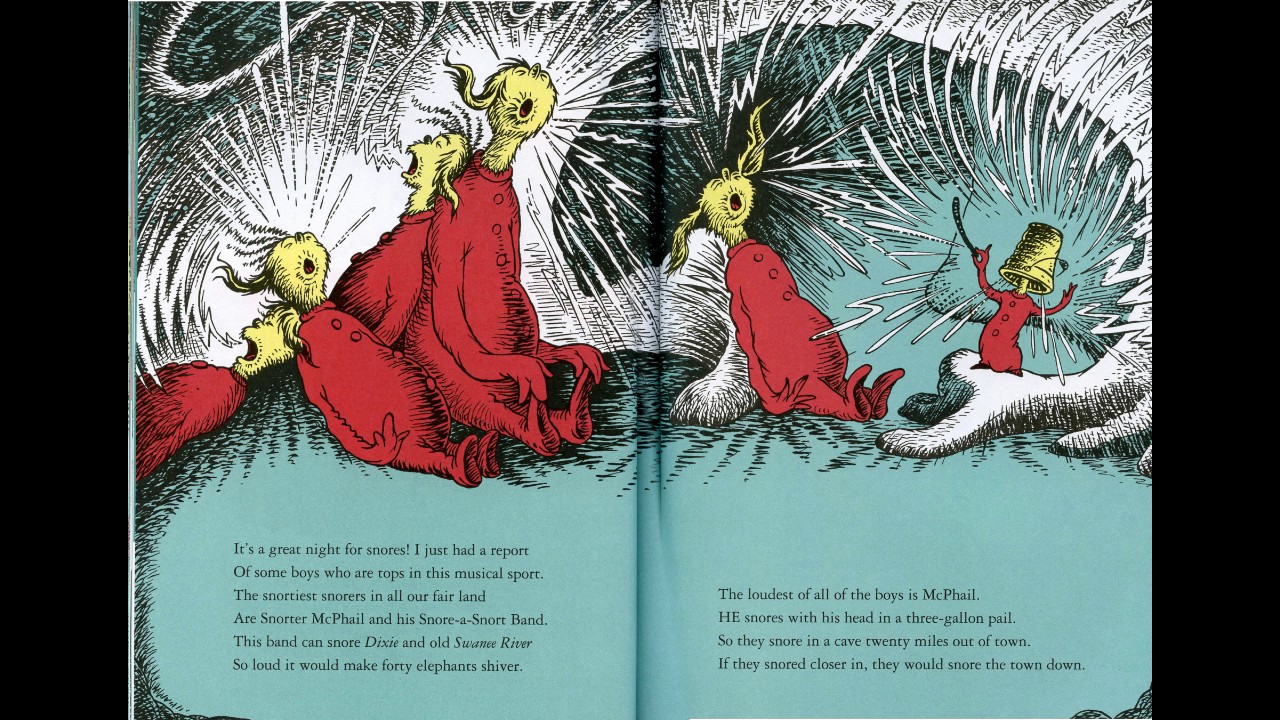 It's a great night for snores! I just had a report
Of some boys who are tops in this musical sport.
The snortiest snorers in all our fair land
Are Snorter McPhail and his Snore-a-Snort Band.
This band can snore Dixie and old Swanee River
So loud it would make forty elephants shiver.
The loudest of all of the boys is McPhail.
HE snores with his head in a three-gallon pail.
So they snore in a cave twenty miles out of town.
If they snored closer in, they would snore the town down.